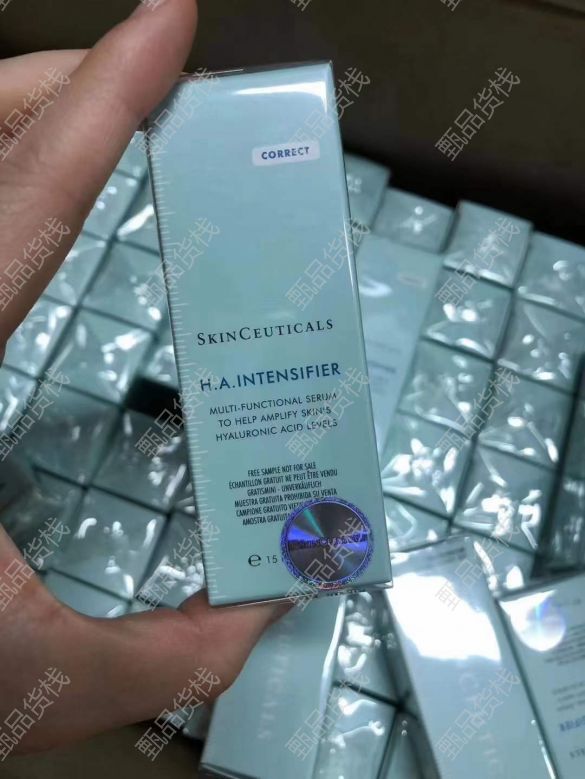 CORRECT
SKINCEUTICALS
H.A.INTENSIFIER
MULTI-FUNCTIONAL SERUM
TO HELP AMPLIFY SKIN'S
HYALURONIC ACID LEVELS
FREE SAMPLE NOT FOR SALE
ÉCHANTILLON GRATUIT NE PEUT ÊTRE VENDU
GRATISMINI - UNVERKÄUFLICH
MUESTRA GRATUITA PROHIBIDA SU VENTA
CAMPIONE GRATUITO
AMOSTRA GRATUITA
e 15
甄品货栈